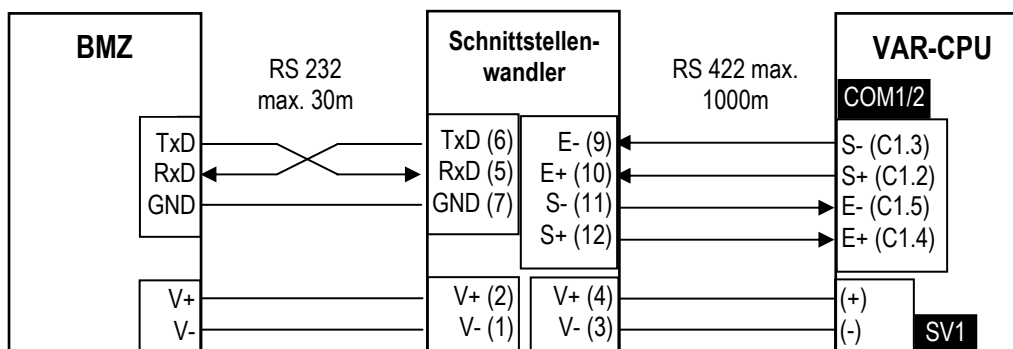 BMZ
RS 232
max. 30m
TxD
RxD
GND
V+
V-
Schnittstellen-
wandler
TxD (6)
RxD (5)
GND (7)
E- (9)
E+ (10)
S- (11)
S+ (12)
V+ (2)
V- (1)
V+ (4)
V- (3)
RS 422 max.
1000m
VAR-CPU
COM1/2
S- (C1.3)
S+ (C1.2)
E- (C1.5)
E+ (C1.4)
(+)
(-)
SV1